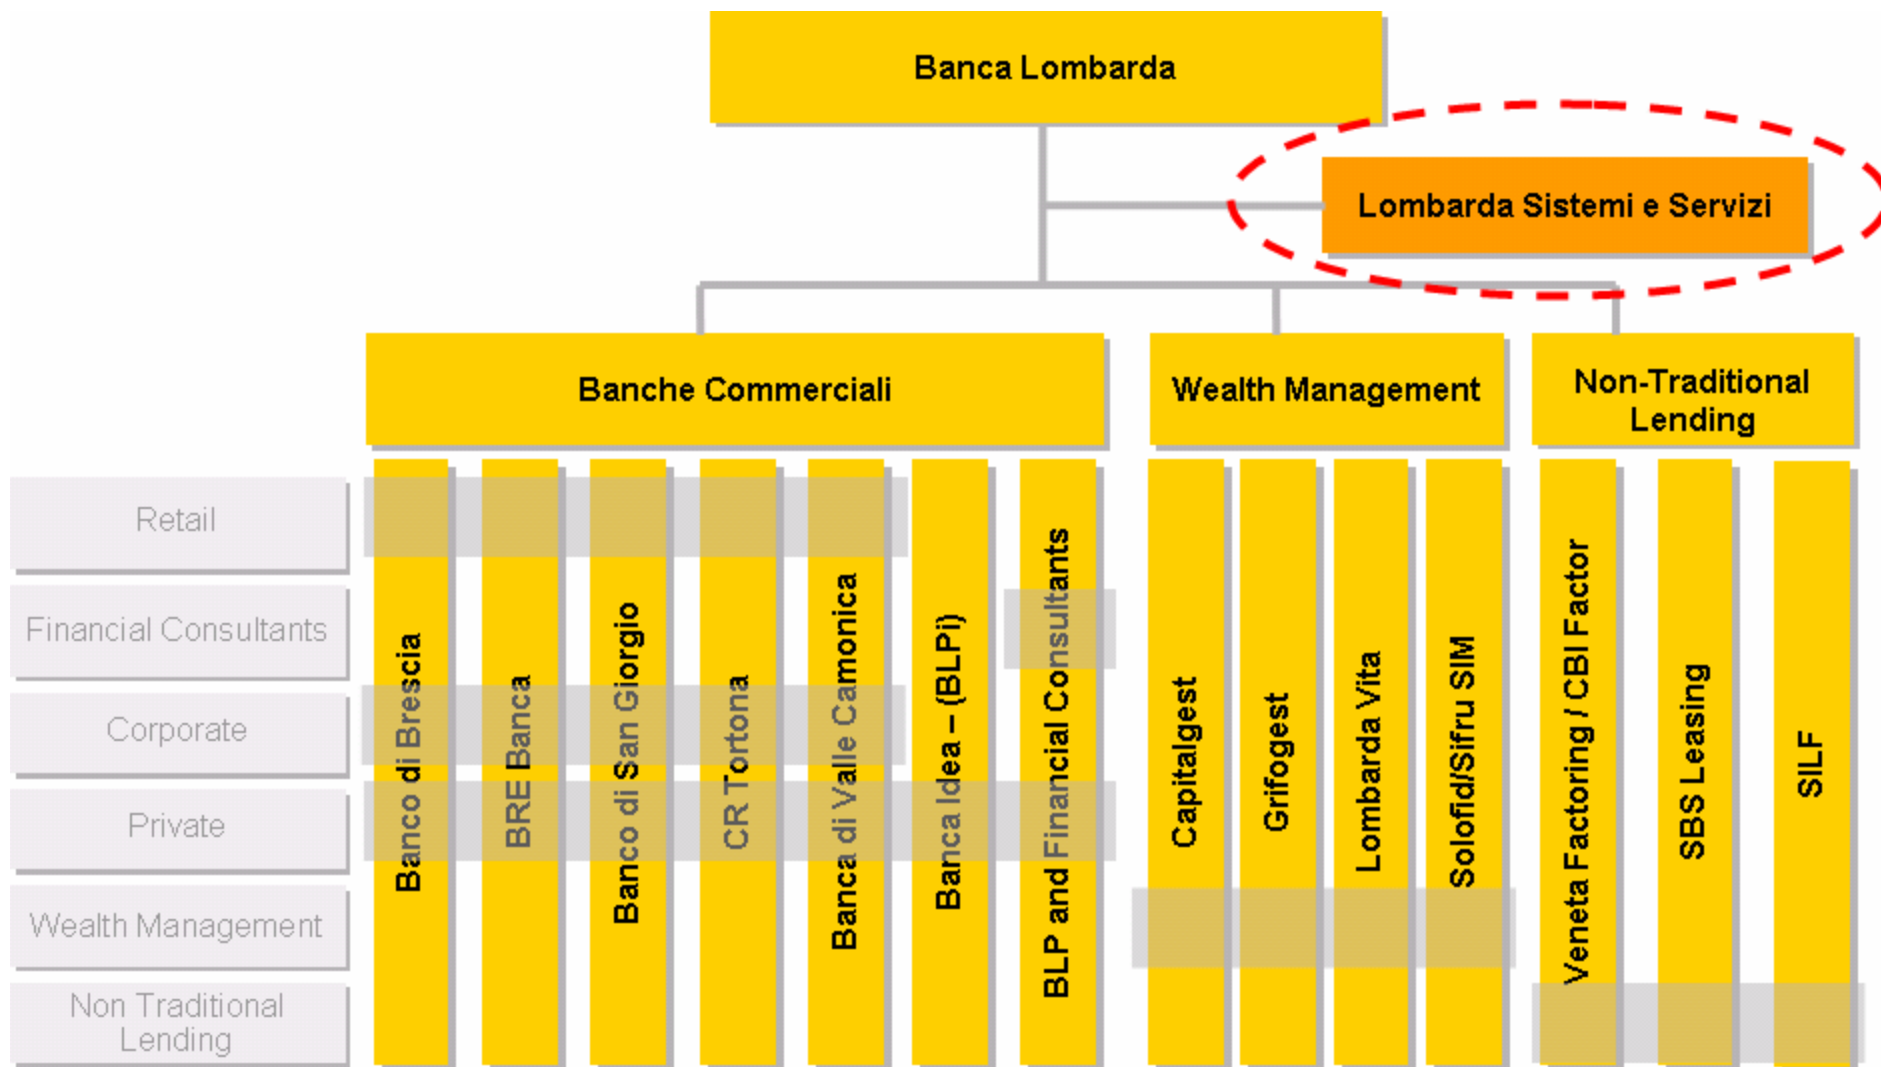 Banca Lombarda
Lombarda Sistemi e Servizi
Banche Commerciali
Wealth Management
Non-Traditional
Lending
Retail
Financial Consultants
Corporate
Private
Wealth Management
Non Traditional
Lending
Banco di Brescia
BRE Banca
Banco di San Giorgio
CR Tortona
Banca di Valle Camonica
Banca Idea – (BLPi)
BLP and Financial Consultants
Capitalgest
Grifogest
Lombarda Vita
Solofid/Sifru SIM
Veneta Factoring / CBI Factor
SBS Leasing
SILF